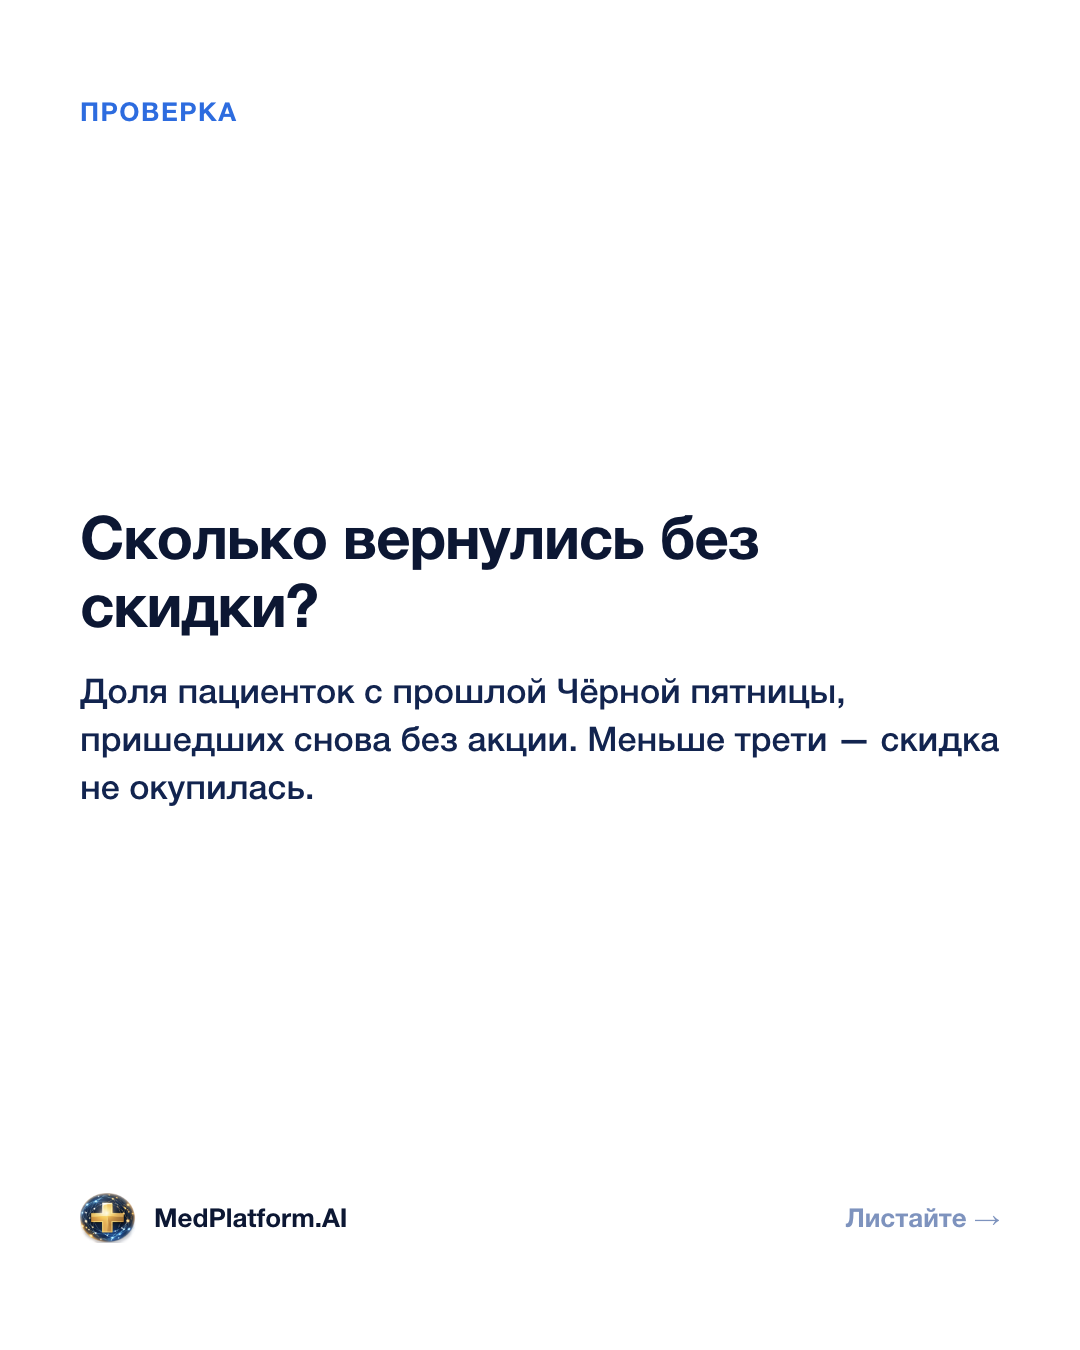 ПРОВЕРКА
Сколько вернулись без
скидки?
Доля пациенток с прошлой Чёрной пятницы,
пришедших снова без акции. Меньше трети — скидка
не окупилась.
MedPlatform.AI
Листайте →